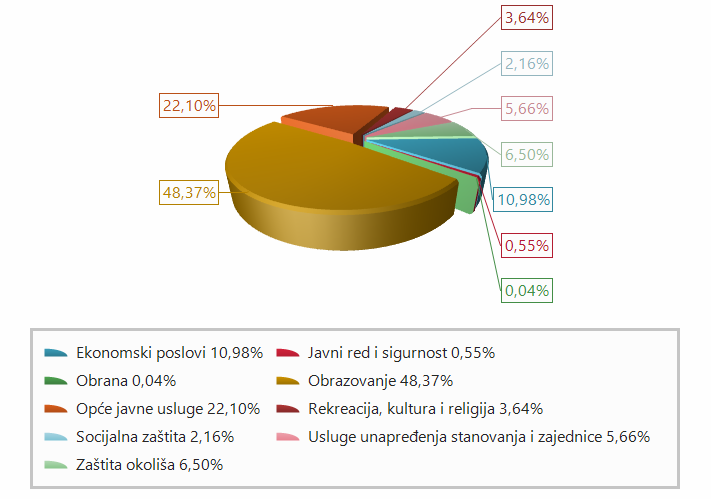 3,64%
2,16%
22,10%
5,66%
6,50%
48,37%
10,98%
0,55%
0,04%
Ekonomski poslovi 10,98%
Javni red i sigurnost 0,55%
Obrana 0,04%
Obrazovanje 48,37%
Opće javne usluge 22,10%
Rekreacija, kultura i religija 3,64%
Socijalna zaštita 2,16%
Usluge unapređenja stanovanja i zajednice 5,66%
Zaštita okoliša 6,50%